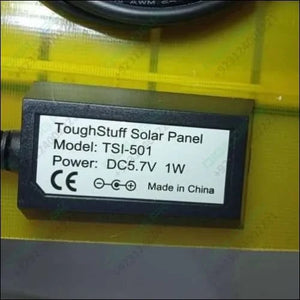 ToughStuff Solar Panel
Model: TSI-501
Power: DC5.7V 1W
CE
Made in China